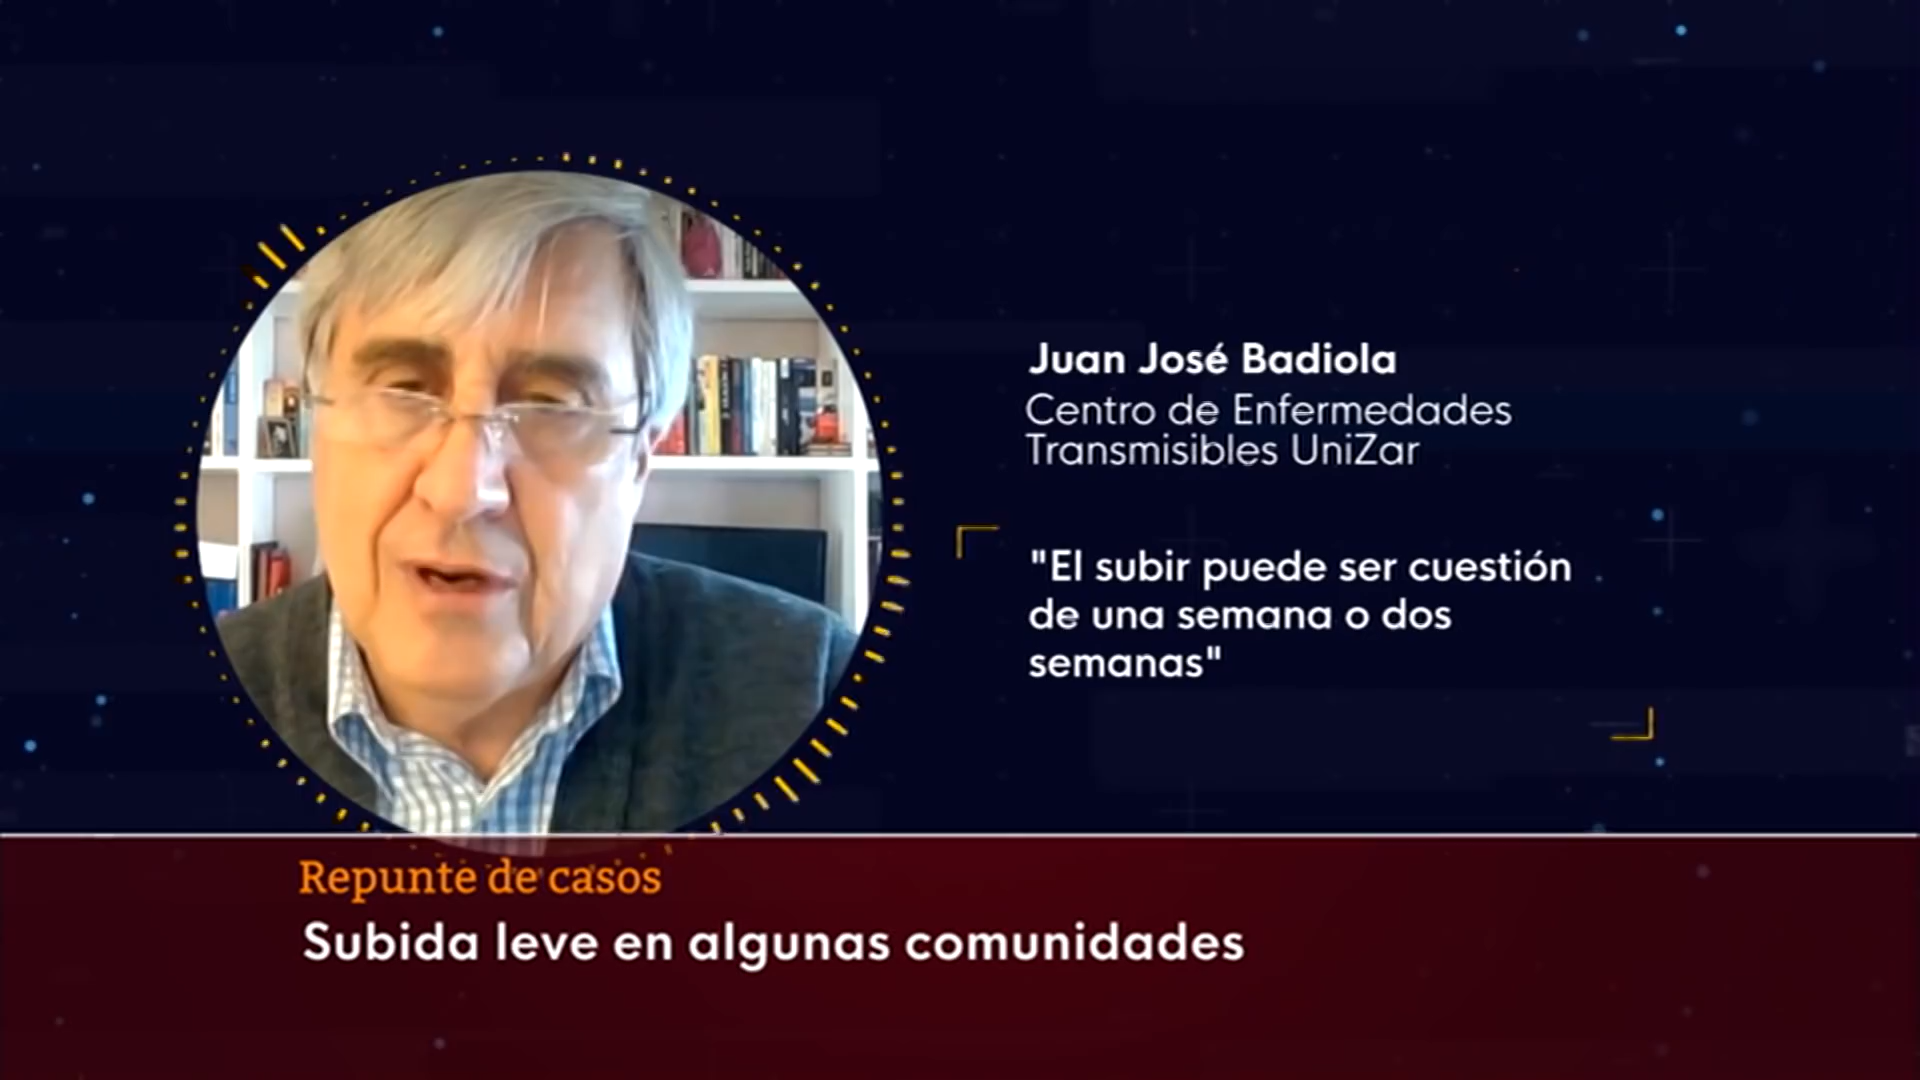 Juan José Badiola
Centro de Enfermedades
Transmisibles UniZar
"El subir puede ser cuestión
de una semana o dos
semanas"
Repunte de casos
Subida leve en algunas comunidades